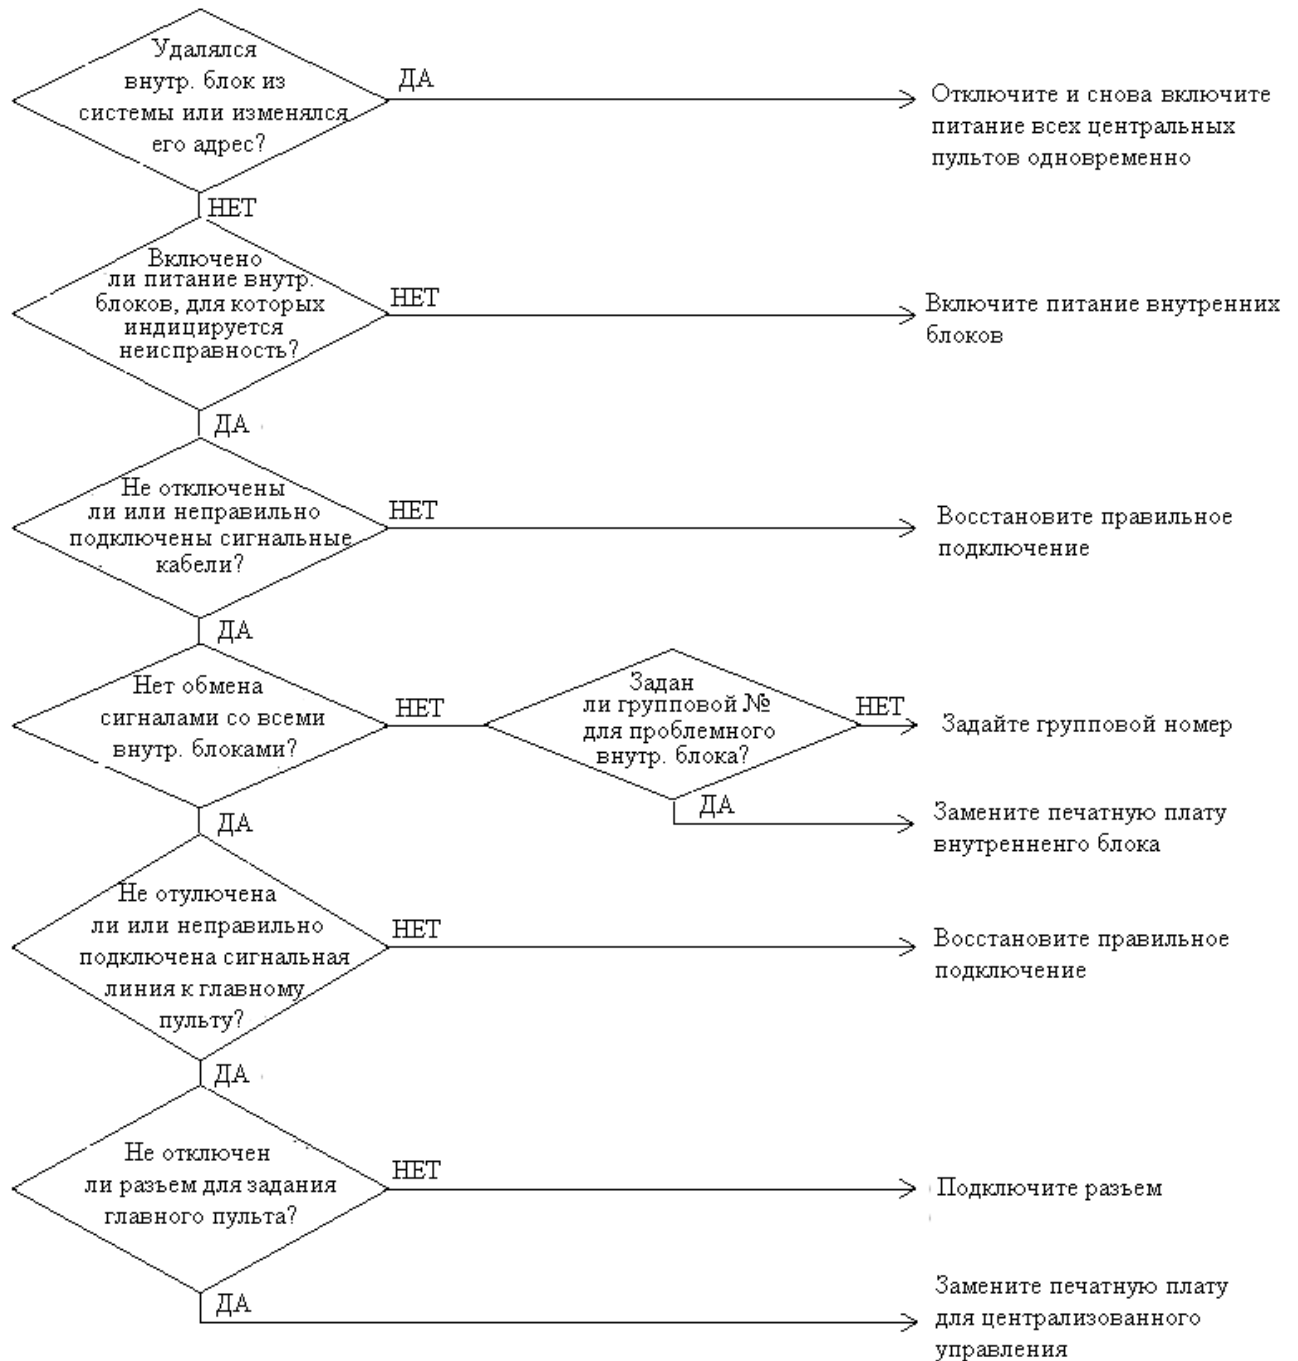 Удалялся
внутр. блок из
системы или изменялся
его адрес?
ДА
Отключите и снова включите
питание всех центральных
пультов одновременно
НЕТ
Включено
ли питание внутр.
блоков, для которых
индицируется
неисправность?
НЕТ
Включите питание внутренних
блоков
ДА
Не отключены
ли или неправильно
подключены сигнальные
кабели?
НЕТ
Восстановите правильное
подключение
ДА
Нет обмена
сигналами со всеми
внутр. блоками?
НЕТ
Задан
ли групповой №
для проблемного
внутр. блока?
НЕТ
Задайте групповой номер
ДА
Замените печатную плату
внутренненго блока
ДА
Не отулючена
ли или неправильно
подключена сигнальная
линия к главному
пульту?
НЕТ
Восстановите правильное
подключение
ДА
Не отключен
ли разъем для задания
главного пульта?
НЕТ
Подключите разъем
ДА
Замените печатную плату
для централизованного
управления